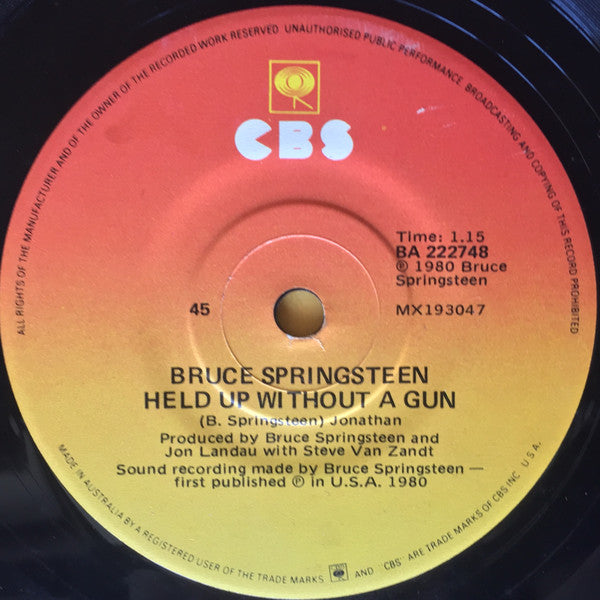 ALL RIGHTS OF THE MANUFACTURER AND OF THE OWNER OF THE RECORDED WORK RESERVED UNAUTHORISED PUBLIC PERFORMANCE, BROADCASTING AND COPYING OF THIS RECORD PROHIBITED
CBS
Time: 1.15
BA 222748
℗ 1980 Bruce
Springsteen
45
MX193047
BRUCE SPRINGSTEEN
HELD UP WITHOUT A GUN
(B. Springsteen) Jonathan
Produced by Bruce Springsteen and
Jon Landau with Steve Van Zandt
Sound recording made by Bruce Springsteen —
first published ℗ in U.S.A. 1980
MADE IN AUSTRALIA BY A REGISTERED USER OF THE TRADE MARKS AND "CBS" ARE TRADE MARKS OF CBS INC U.S.A.